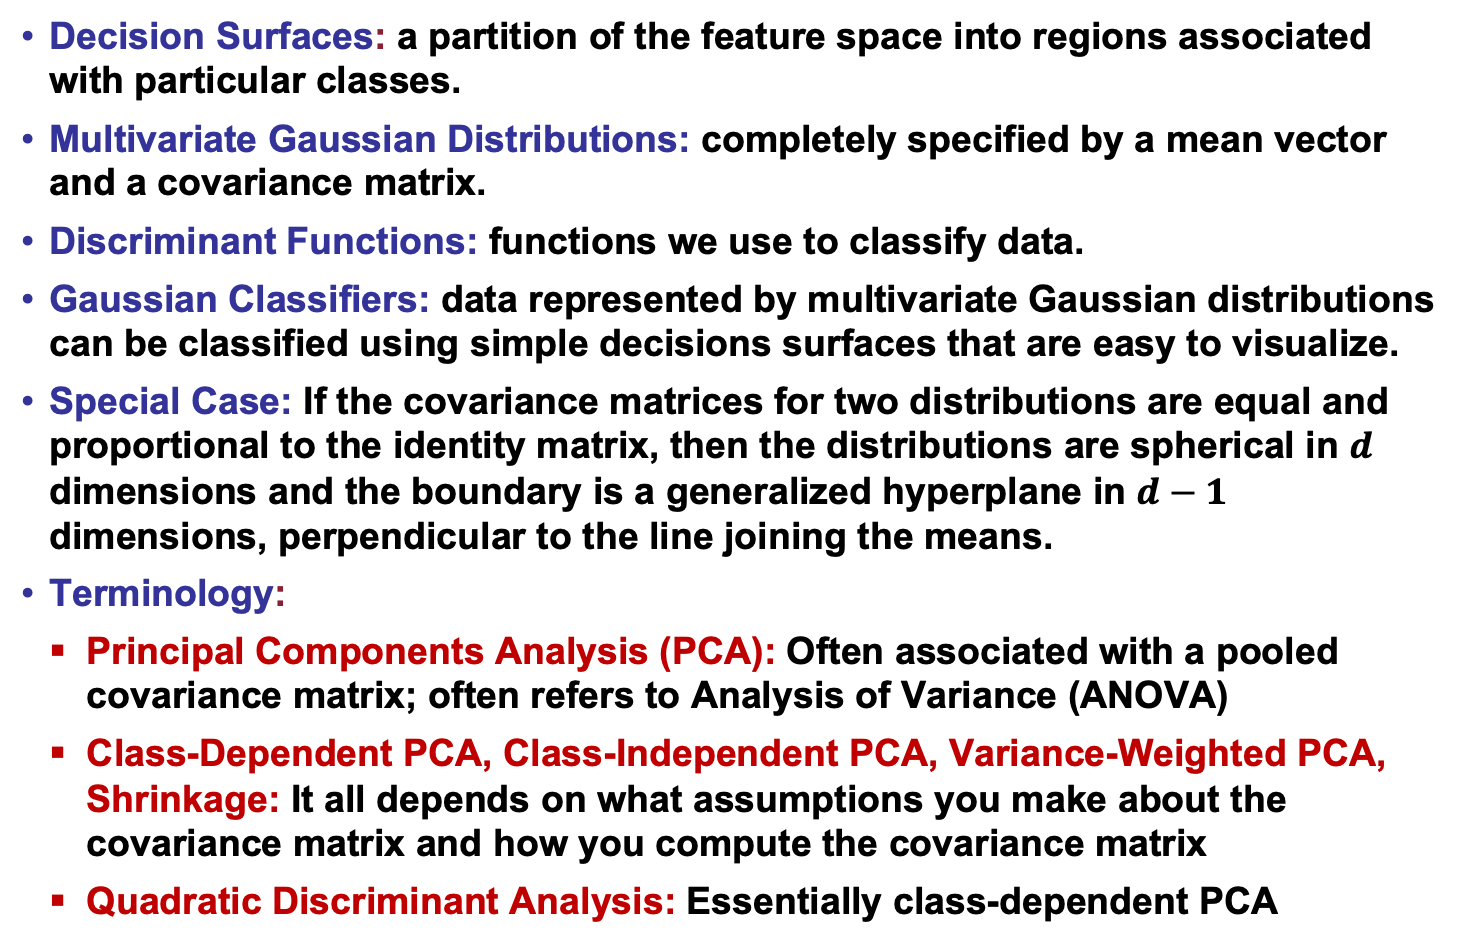 • Decision Surfaces: a partition of the feature space into regions associated
with particular classes.
• Multivariate Gaussian Distributions: completely specified by a mean vector
and a covariance matrix.
• Discriminant Functions: functions we use to classify data.
• Gaussian Classifiers: data represented by multivariate Gaussian distributions
can be classified using simple decisions surfaces that are easy to visualize.
• Special Case: If the covariance matrices for two distributions are equal and
proportional to the identity matrix, then the distributions are spherical in d
dimensions and the boundary is a generalized hyperplane in d − 1
dimensions, perpendicular to the line joining the means.
• Terminology:
▪ Principal Components Analysis (PCA): Often associated with a pooled
covariance matrix; often refers to Analysis of Variance (ANOVA)
▪ Class-Dependent PCA, Class-Independent PCA, Variance-Weighted PCA,
Shrinkage: It all depends on what assumptions you make about the
covariance matrix and how you compute the covariance matrix
▪ Quadratic Discriminant Analysis: Essentially class-dependent PCA